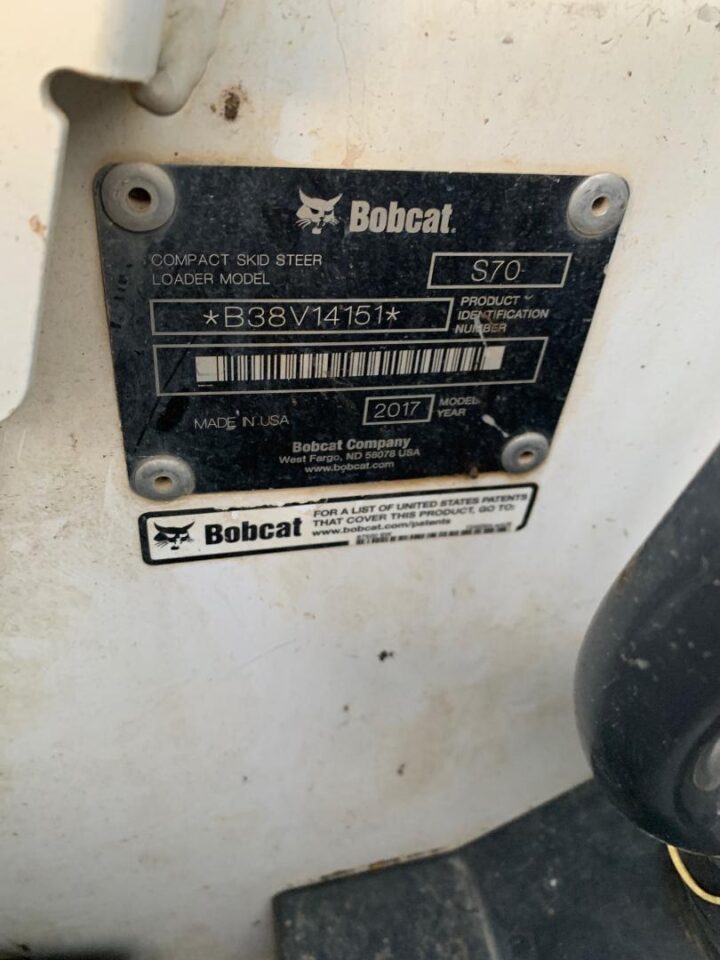 Bobcat.
COMPACT SKID STEER
LOADER MODEL
S70
*B38V14151*
PRODUCT
IDENTIFICATION
NUMBER
MADE IN USA
2017
MODEL
YEAR
Bobcat Company
West Fargo, ND 58078 USA
www.bobcat.com
Bobcat
FOR A LIST OF UNITED STATES PATENTS
THAT COVER THIS PRODUCT, GO TO:
www.bobcat.com/patents